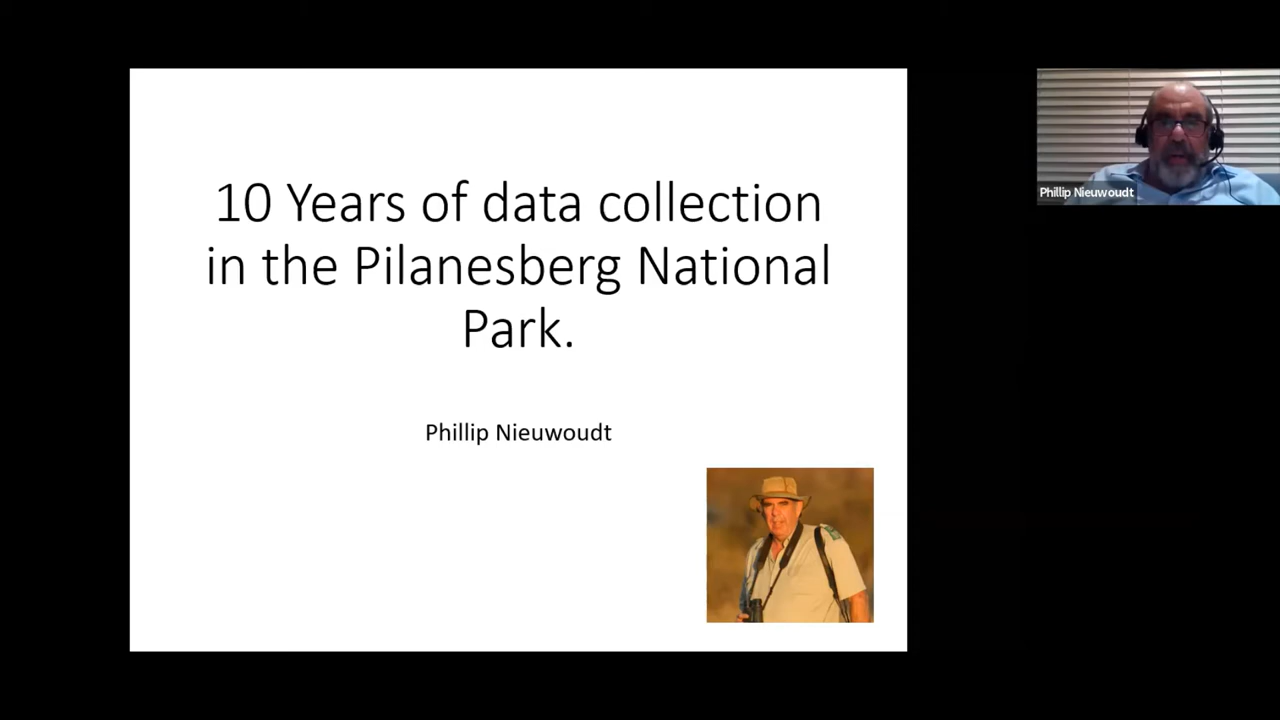 10 Years of data collection
in the Pilanesberg National
Park.
Phillip Nieuwoudt
Phillip Nieuwoudt